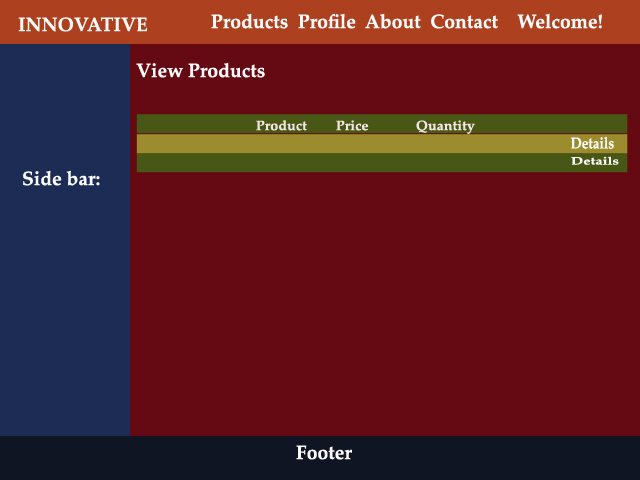 INNOVATIVE Products Profile About Contact Welcome!
View Products
Product Price Quantity
Details
Details
Side bar:
Footer